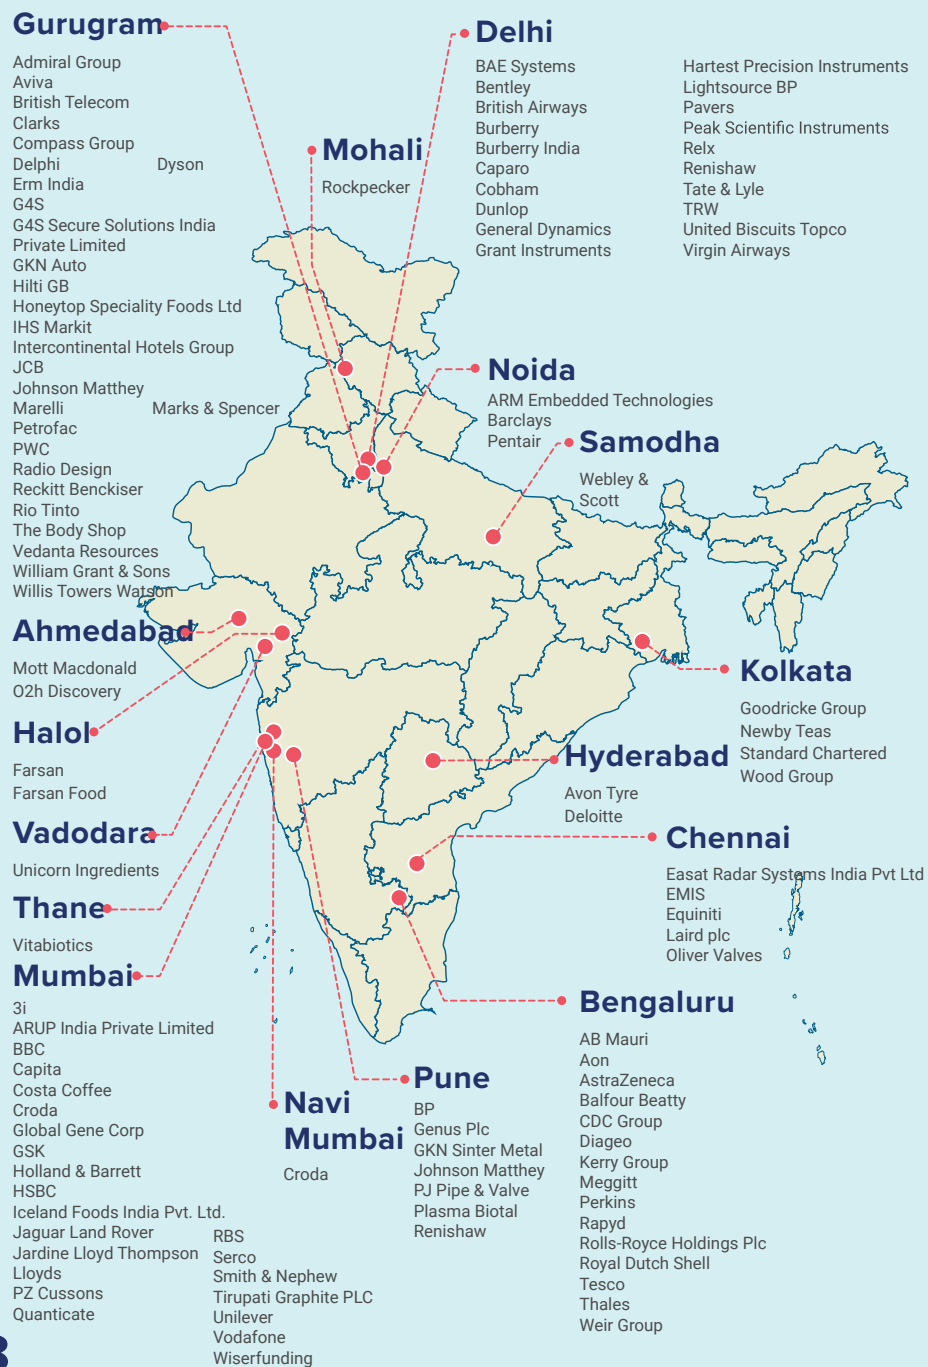 Gurugram
Admiral Group
Aviva
British Telecom
Clarks
Compass Group
Delphi
Dyson
Erm India
G4S
G4S Secure Solutions India
Private Limited
GKN Auto
Hilti GB
Honeytop Speciality Foods Ltd
IHS Markit
Intercontinental Hotels Group
JCB
Johnson Matthey
Marelli
Marks & Spencer
Petrofac
PWC
Radio Design
Reckitt Benckiser
Rio Tinto
The Body Shop
Vedanta Resources
William Grant & Sons
Willis Towers Watson
Mohali
Rockpecker
Delhi
BAE Systems
Bentley
British Airways
Burberry
Burberry India
Caparo
Cobham
Dunlop
General Dynamics
Grant Instruments
Hartest Precision Instruments
Lightsource BP
Pavers
Peak Scientific Instruments
Relx
Renishaw
Tate & Lyle
TRW
United Biscuits Topco
Virgin Airways
Noida
ARM Embedded Technologies
Barclays
Pentair
Samodha
Webley &
Scott
Ahmedabad
Mott Macdonald
O2h Discovery
Halol
Farsan
Farsan Food
Vadodara
Unicorn Ingredients
Thane
Vitabiotics
Mumbai
3i
ARUP India Private Limited
BBC
Capita
Costa Coffee
Croda
Global Gene Corp
GSK
Holland & Barrett
HSBC
Iceland Foods India Pvt. Ltd.
Jaguar Land Rover
Jardine Lloyd Thompson
Lloyds
PZ Cussons
Quanticate
RBS
Serco
Smith & Nephew
Tirupati Graphite PLC
Unilever
Vodafone
Wiserfunding
Navi
Mumbai
Croda
Pune
BP
Genus Plc
GKN Sinter Metal
Johnson Matthey
PJ Pipe & Valve
Plasma Biotal
Renishaw
Kolkata
Goodricke Group
Newby Teas
Standard Chartered
Wood Group
Hyderabad
Avon Tyre
Deloitte
Chennai
Easat Radar Systems India Pvt Ltd
EMIS
Equiniti
Laird plc
Oliver Valves
Bengaluru
AB Mauri
Aon
AstraZeneca
Balfour Beatty
CDC Group
Diageo
Kerry Group
Meggitt
Perkins
Rapyd
Rolls-Royce Holdings Plc
Royal Dutch Shell
Tesco
Thales
Weir Group